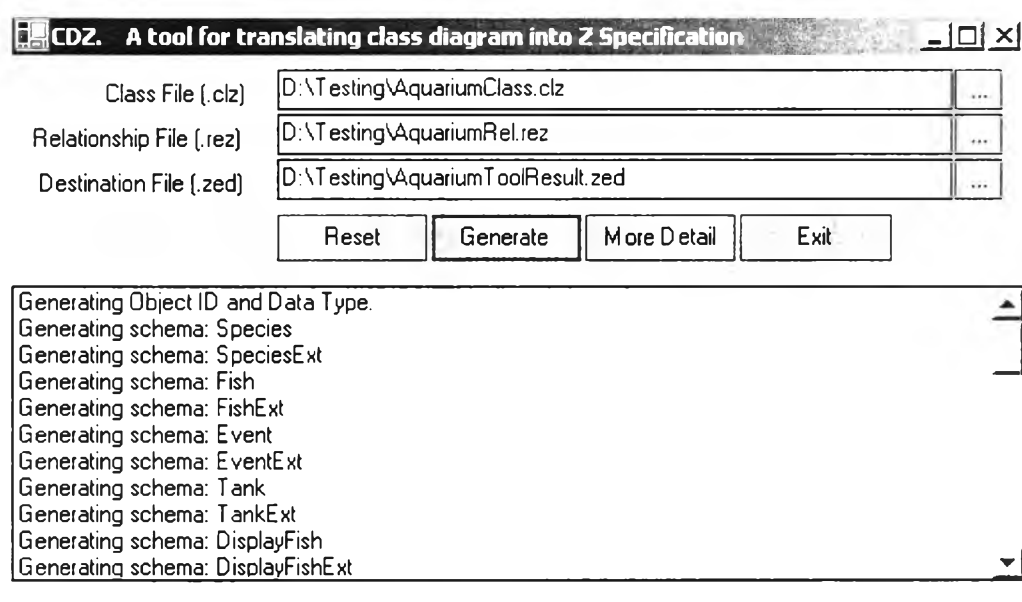 CDZ. A tool for translating class diagram into Z Specification
Class File (.clz) D:\Testing\AquariumClass.clz ...
Relationship File (.rez) D:\Testing\AquariumRel.rez ...
Destination File (.zed) D:\Testing\AquariumToolResult.zed ...
Reset Generate More Detail Exit
Generating Object ID and Data Type.
Generating schema: Species
Generating schema: SpeciesExt
Generating schema: Fish
Generating schema: FishExt
Generating schema: Event
Generating schema: EventExt
Generating schema: Tank
Generating schema: TankExt
Generating schema: DisplayFish
Generating schema: DisplayFishExt